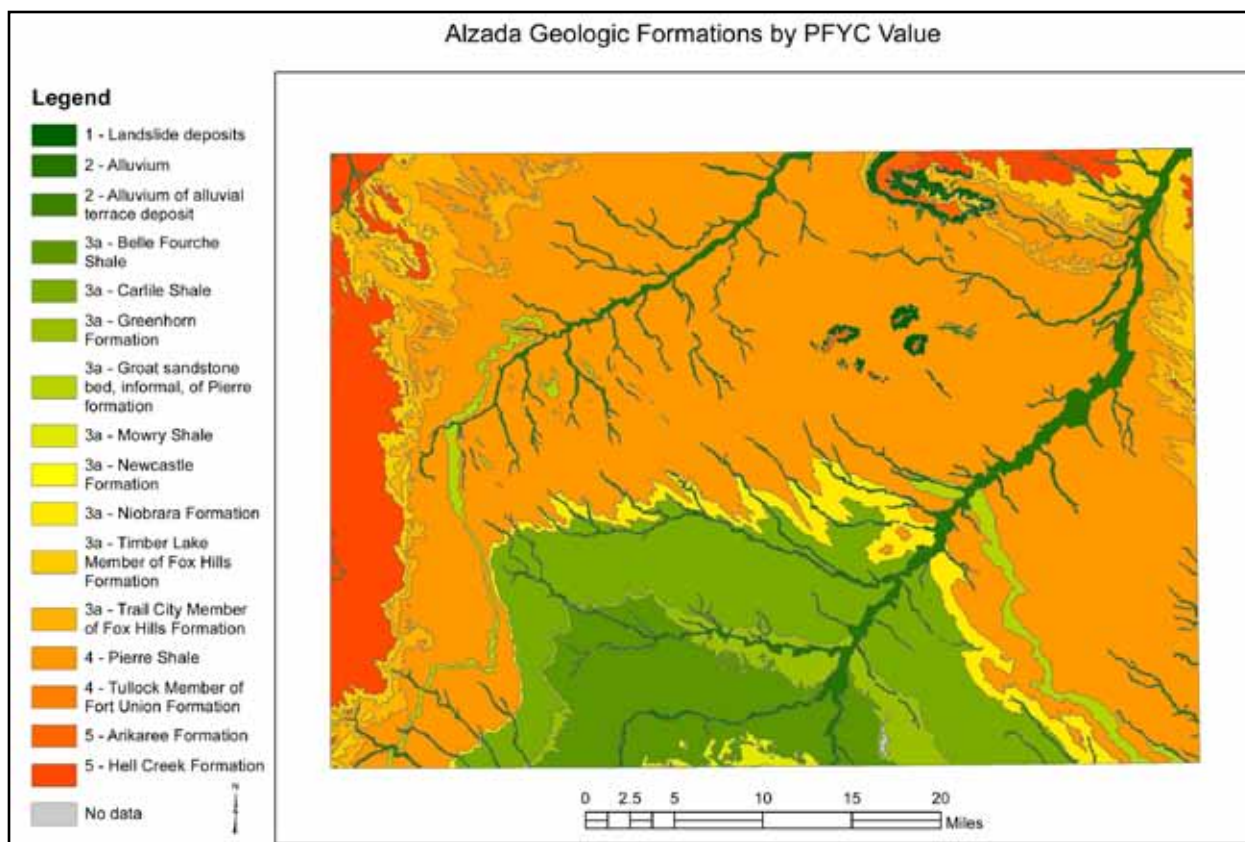 Alzada Geologic Formations by PFYC Value
Legend
1 - Landslide deposits
2 - Alluvium
2 - Alluvium of alluvial
terrace deposit
3a - Belle Fourche
Shale
3a - Carlile Shale
3a - Greenhorn
Formation
3a - Groat sandstone
bed, informal, of Pierre
formation
3a - Mowry Shale
3a - Newcastle
Formation
3a - Niobrara Formation
3a - Timber Lake
Member of Fox Hills
Formation
3a - Trail City Member
of Fox Hills Formation
4 - Pierre Shale
4 - Tullock Member of
Fort Union Formation
5 - Arikaree Formation
5 - Hell Creek Formation
No data
N
0 2.5 5 10 15 20
Miles